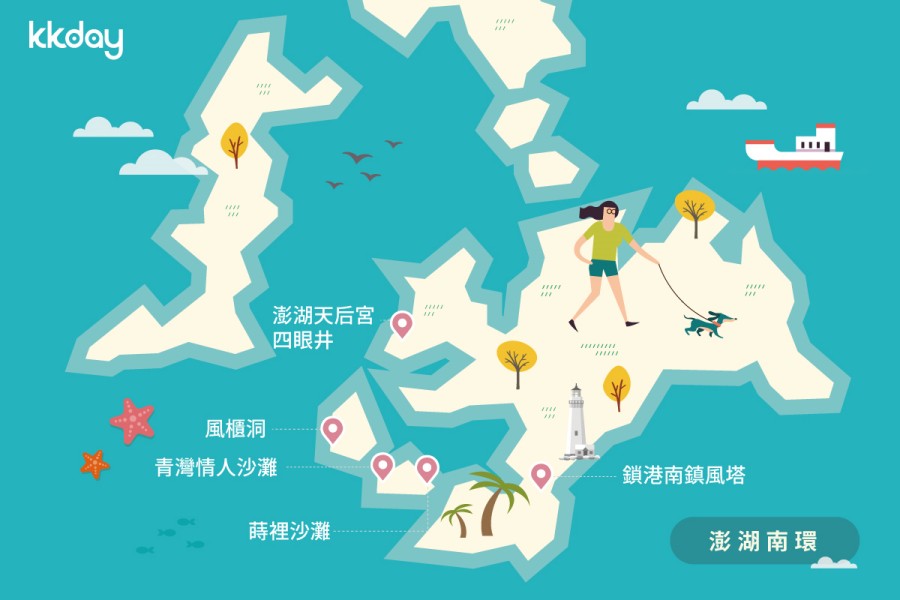 kkday
澎湖天后宮
四眼井
風櫃洞
青灣情人沙灘
鎖港南鎮風塔
蒔裡沙灘
澎湖南環